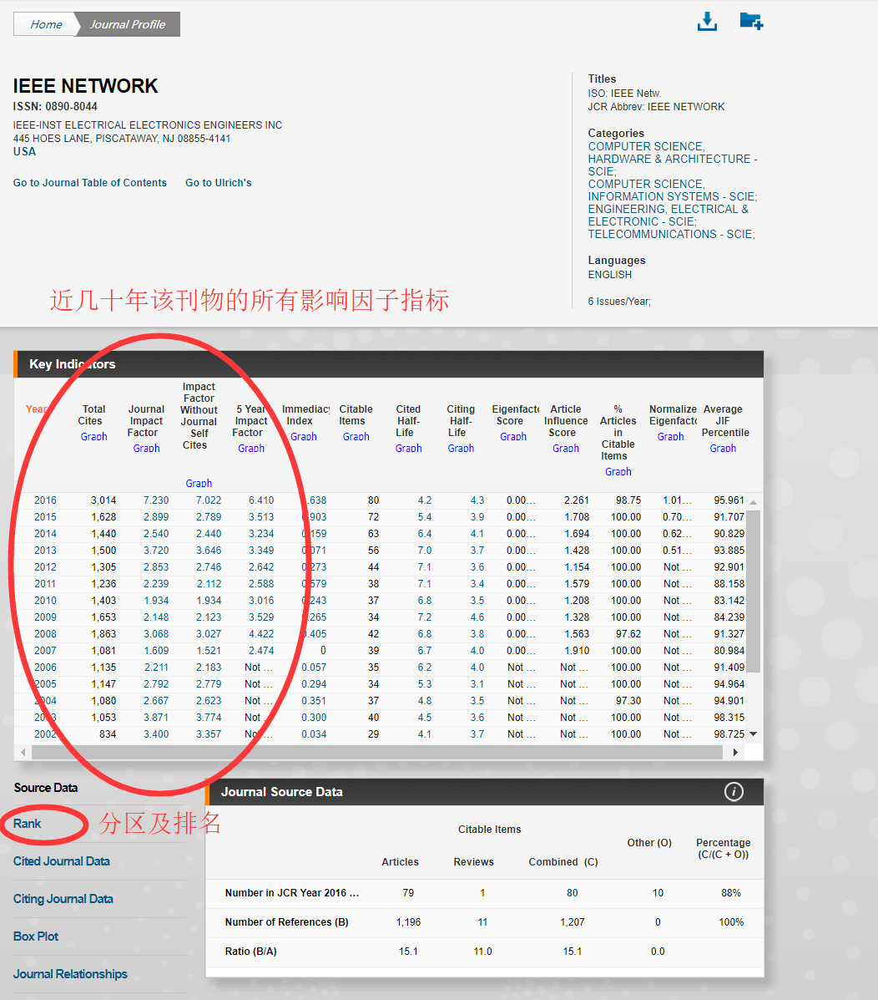 Home Journal Profile
IEEE NETWORK
ISSN: 0890-8044
IEEE-INST ELECTRICAL ELECTRONICS ENGINEERS INC
445 HOES LANE, PISCATAWAY, NJ 08855-4141
USA
Go to Journal Table of Contents Go to Ulrich's
Titles
ISO: IEEE Netw.
JCR Abbrev: IEEE NETWORK
Categories
COMPUTER SCIENCE,
HARDWARE & ARCHITECTURE -
SCIE;
COMPUTER SCIENCE,
INFORMATION SYSTEMS - SCIE;
ENGINEERING, ELECTRICAL &
ELECTRONIC - SCIE;
TELECOMMUNICATIONS - SCIE;
Languages
ENGLISH
6 Issues/Year;
近几十年该刊物的所有影响因子指标
Key Indicators
Year
Total
Cites
Graph
Journal
Impact
Factor
Graph
Impact
Factor
Without
Journal
Self
Cites
Graph
5 Year
Impact
Factor
Graph
Immediacy
Index
Graph
Citable
Items
Graph
Cited
Half-
Life
Graph
Citing
Half-
Life
Graph
Eigenfacto
Score
Graph
Article
Influence
Score
Graph
%
Articles
in
Citable
Items
Graph
Normalize
Eigenfacto
Graph
Average
JIF
Percentile
Graph
2016 3,014 7.230 7.022 6.410 .638 80 4.2 4.3 0.00... 2.261 98.75 1.01... 95.961
2015 1,628 2.899 2.789 3.513 .903 72 5.4 3.9 0.00... 1.708 100.00 0.70... 91.707
2014 1,440 2.540 2.440 3.234 .159 63 6.4 4.1 0.00... 1.694 100.00 0.62... 90.829
2013 1,500 3.720 3.646 3.349 0.071 56 7.0 3.7 0.00... 1.428 100.00 0.51... 93.885
2012 1,305 2.853 2.746 2.642 0.273 44 7.1 3.6 0.00... 1.154 100.00 Not ... 92.901
2011 1,236 2.239 2.112 2.588 0.579 38 7.1 3.4 0.00... 1.579 100.00 Not ... 88.158
2010 1,403 1.934 1.934 3.016 0.243 37 6.8 3.5 0.00... 1.208 100.00 Not ... 83.142
2009 1,653 2.148 2.123 3.529 .265 34 7.2 4.6 0.00... 1.328 100.00 Not ... 84.239
2008 1,863 3.068 3.027 4.422 0.405 42 6.8 3.8 0.00... 1.563 97.62 Not ... 91.327
2007 1,081 1.609 1.521 2.474 0 39 6.7 4.0 0.00... 1.910 100.00 Not ... 80.984
2006 1,135 2.211 2.183 Not ... 0.057 35 6.2 4.0 Not ... Not ... 100.00 Not ... 91.409
2005 1,147 2.792 2.779 Not ... 0.294 34 5.3 3.1 Not ... Not ... 100.00 Not ... 94.964
2004 1,080 2.667 2.623 Not ... 0.351 37 4.8 3.5 Not ... Not ... 97.30 Not ... 94.901
2003 1,053 3.871 3.774 Not ... 0.300 40 4.5 3.6 Not ... Not ... 100.00 Not ... 98.315
2002 834 3.400 3.357 Not ... 0.034 29 4.1 3.7 Not ... Not ... 100.00 Not ... 98.725
Source Data
Rank
分区及排名
Cited Journal Data
Citing Journal Data
Box Plot
Journal Relationships
Journal Source Data
i
Citable Items
Articles Reviews Combined (C)
Other (O)
Percentage
(C/(C + O))
Number in JCR Year 2016 ... 79 1 80 10 88%
Number of References (B) 1,196 11 1,207 0 100%
Ratio (B/A) 15.1 11.0 15.1 0.0